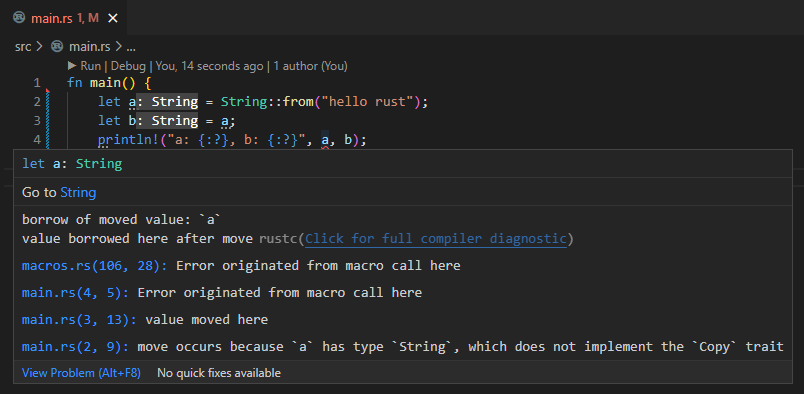 main.rs 1, M
src > main.rs > ...
Run | Debug | You, 14 seconds ago | 1 author (You)
1 fn main() {
2 let a: String = String::from("hello rust");
3 let b: String = a;
4 println!("a: {:?}, b: {:?}", a, b);
let a: String
Go to String
borrow of moved value: `a`
value borrowed here after move rustc(Click for full compiler diagnostic)
macros.rs(106, 28): Error originated from macro call here
main.rs(4, 5): Error originated from macro call here
main.rs(3, 13): value moved here
main.rs(2, 9): move occurs because `a` has type `String`, which does not implement the `Copy` trait
View Problem (Alt+F8) No quick fixes available